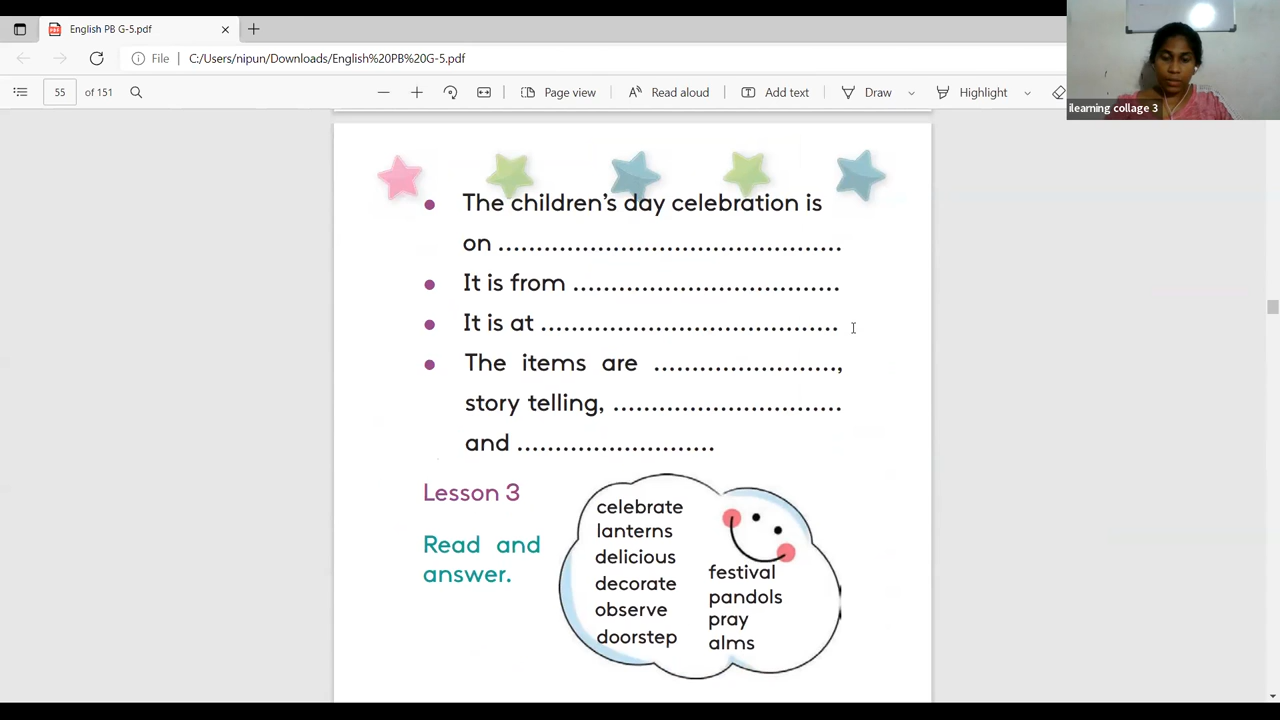 English PB G-5.pdf
File C:/Users/nipun/Downloads/English%20PB%20G-5.pdf
55 of 151 Page view Read aloud Add text Draw Highlight
ilearning collage 3
The children's day celebration is
on ............................................
It is from ..................................
It is at ......................................
The items are .......................,
story telling, .............................
and .........................
Lesson 3
Read and
answer.
celebrate
lanterns
delicious
decorate
observe
doorstep
festival
pandols
pray
alms